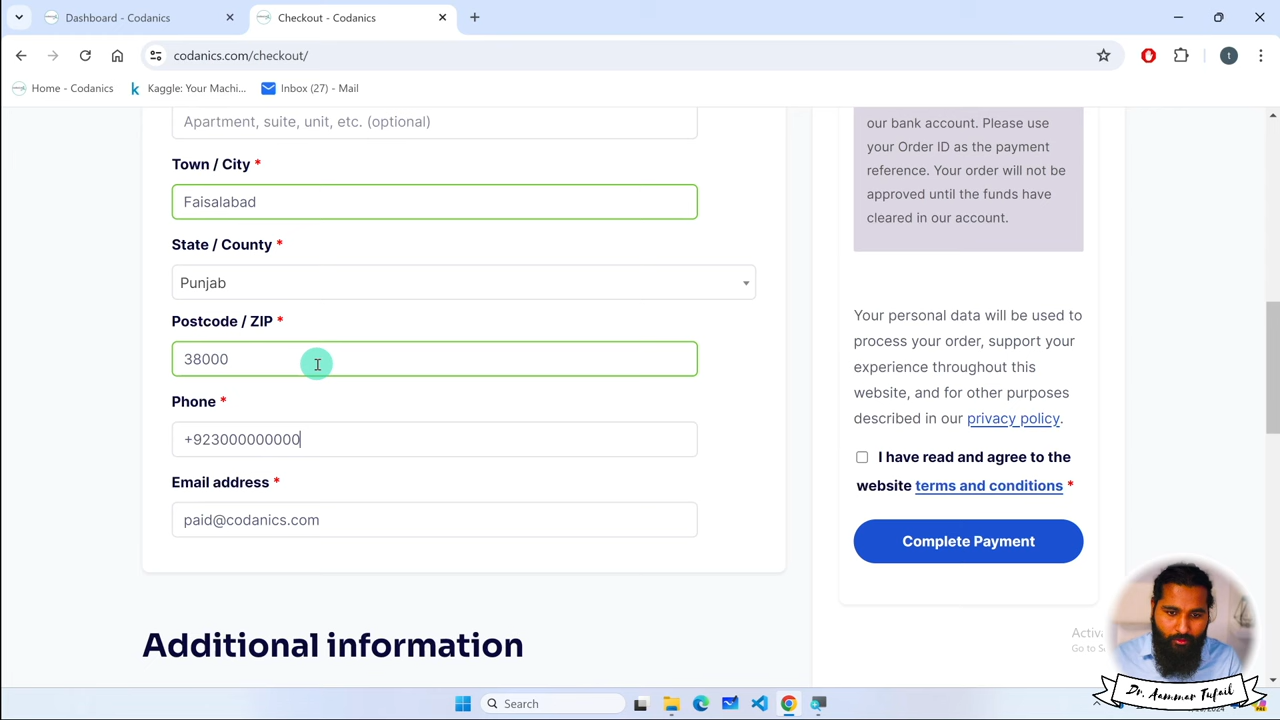 Dashboard - Codanics
Checkout - Codanics
codanics.com/checkout/
t
Home - Codanics
Kaggle: Your Machi...
Inbox (27) - Mail
Apartment, suite, unit, etc. (optional)
Town / City *
Faisalabad
State / County *
Punjab
Postcode / ZIP *
38000
Phone *
+923000000000
Email address *
paid@codanics.com
Additional information
our bank account. Please use
your Order ID as the payment
reference. Your order will not be
approved until the funds have
cleared in our account.
Your personal data will be used to
process your order, support your
experience throughout this
website, and for other purposes
described in our privacy policy.
I have read and agree to the
website terms and conditions *
Complete Payment
Activ
Go to Se
Dr. Aammar Tufail
Search